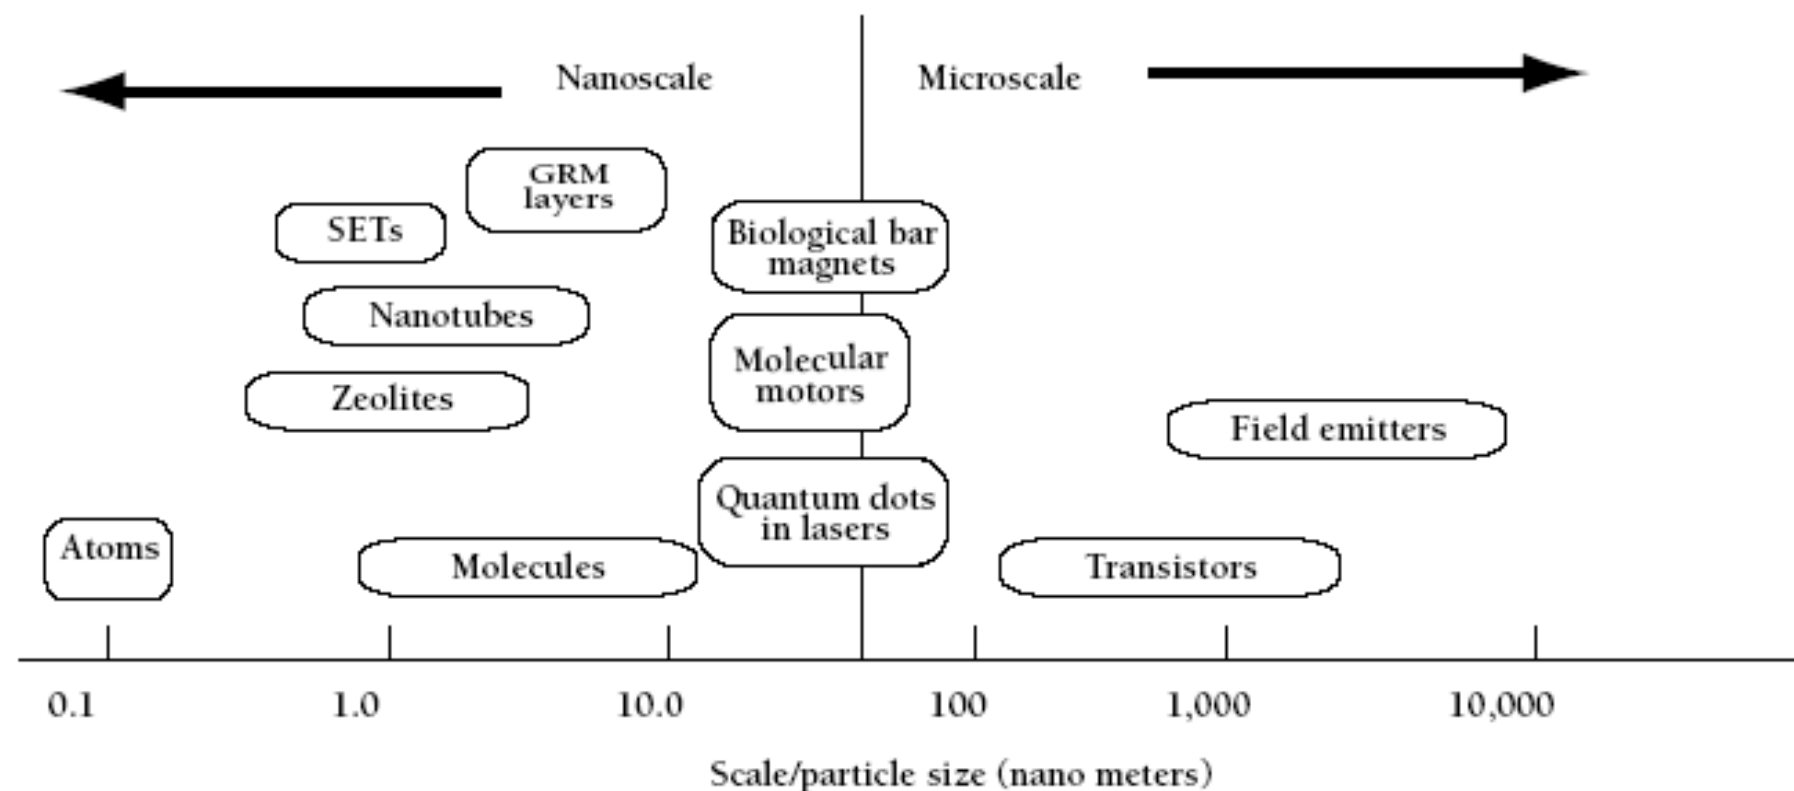 Nanoscale
Microscale
GRM
layers
SETs
Biological bar
magnets
Nanotubes
Molecular
motors
Zeolites
Field emitters
Quantum dots
in lasers
Atoms
Molecules
Transistors
0.1
1.0
10.0
100
1,000
10,000
Scale/particle size (nano meters)